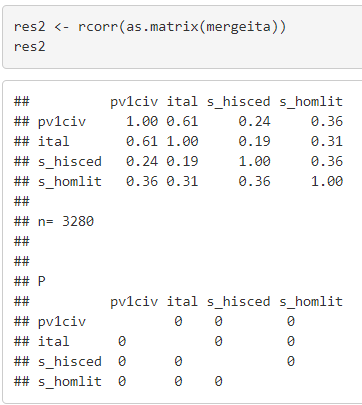 res2 <- rcorr(as.matrix(mergeita))
res2
##          pv1civ ital s_hisced s_homlit
## pv1civ     1.00 0.61     0.24     0.36
## ital       0.61 1.00     0.19     0.31
## s_hisced   0.24 0.19     1.00     0.36
## s_homlit   0.36 0.31     0.36     1.00
##
## n= 3280
##
##
## P
##          pv1civ ital s_hisced s_homlit
## pv1civ           0    0        0
## ital      0           0        0
## s_hisced  0      0             0
## s_homlit  0      0    0